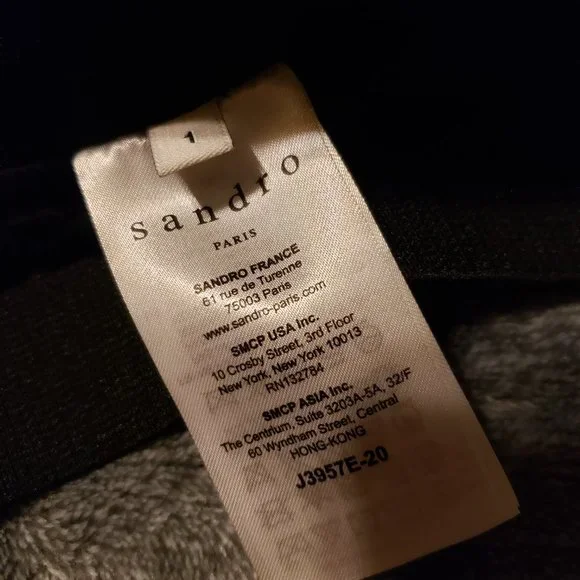 1
sandro
PARIS
SANDRO FRANCE
61 rue de Turenne
75003 Paris
www.sandro-paris.com
SMCP USA Inc.
10 Crosby Street, 3rd Floor
New York, New York 10013
RN132784
SMCP ASIA Inc.
The Centrium, Suite 3203A-5A, 32/F
60 Wyndham Street, Central
HONG-KONG
J3957E-20